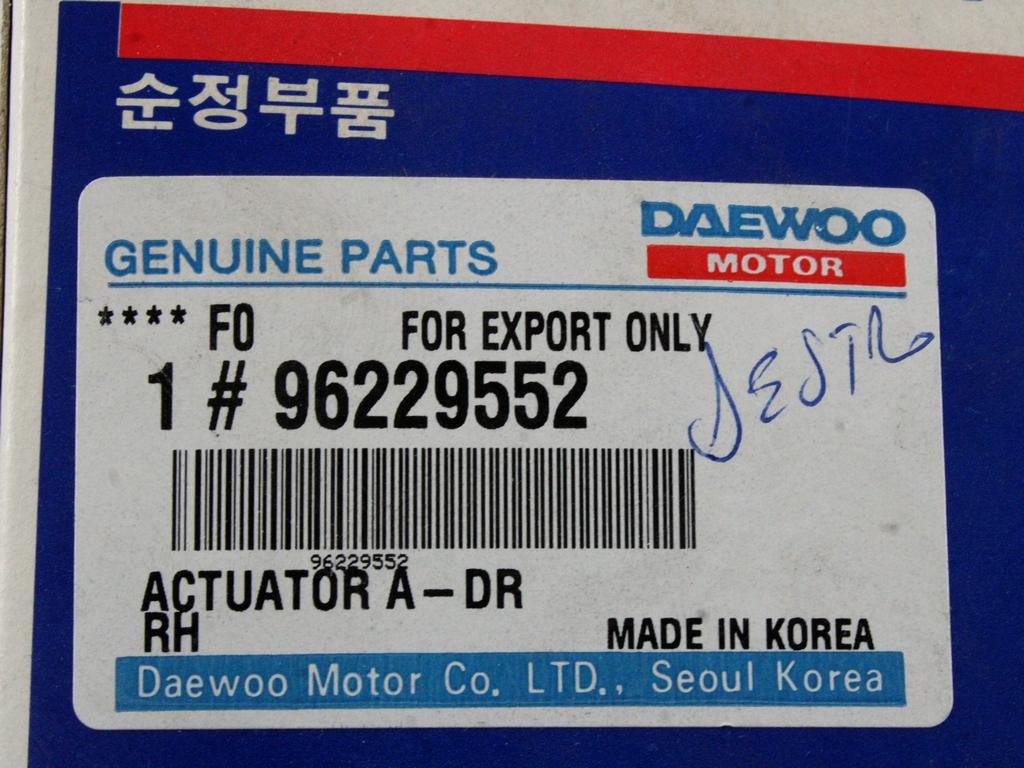 순정부품
DAEWOO
GENUINE PARTS
MOTOR
**** F0 FOR EXPORT ONLY
1 # 96229552
96229552
ACTUATOR A-DR
RH
MADE IN KOREA
Daewoo Motor Co. LTD., Seoul Korea